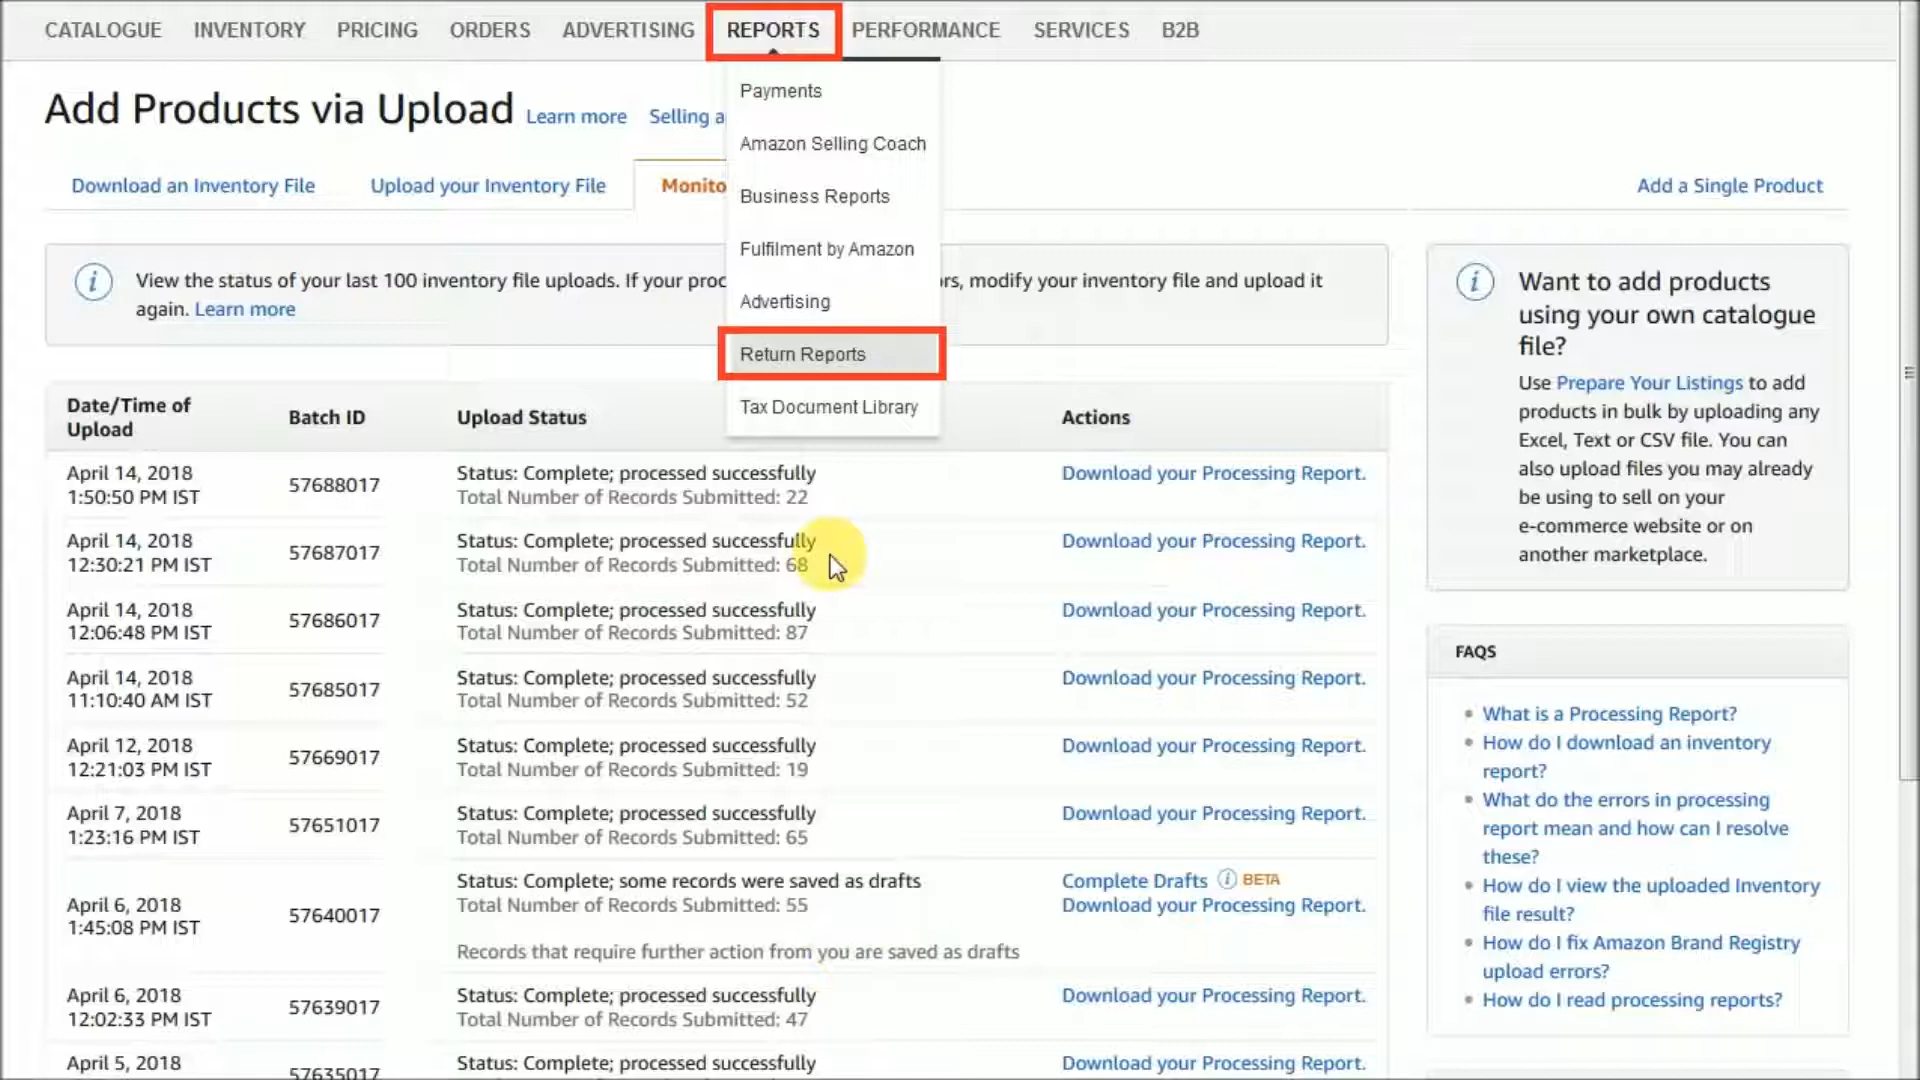 CATALOGUE INVENTORY PRICING ORDERS ADVERTISING REPORTS PERFORMANCE SERVICES B2B
Add Products via Upload Learn more Selling a
Payments
Amazon Selling Coach
Business Reports
Fulfilment by Amazon
Advertising
Return Reports
Tax Document Library
Download an Inventory File Upload your Inventory File Monito Add a Single Product
View the status of your last 100 inventory file uploads. If your proc rs, modify your inventory file and upload it
again. Learn more
Date/Time of
Upload
Batch ID Upload Status Actions
April 14, 2018
1:50:50 PM IST
57688017
Status: Complete; processed successfully
Total Number of Records Submitted: 22
Download your Processing Report.
April 14, 2018
12:30:21 PM IST
57687017
Status: Complete; processed successfully
Total Number of Records Submitted: 68
Download your Processing Report.
April 14, 2018
12:06:48 PM IST
57686017
Status: Complete; processed successfully
Total Number of Records Submitted: 87
Download your Processing Report.
April 14, 2018
11:10:40 AM IST
57685017
Status: Complete; processed successfully
Total Number of Records Submitted: 52
Download your Processing Report.
April 12, 2018
12:21:03 PM IST
57669017
Status: Complete; processed successfully
Total Number of Records Submitted: 19
Download your Processing Report.
April 7, 2018
1:23:16 PM IST
57651017
Status: Complete; processed successfully
Total Number of Records Submitted: 65
Download your Processing Report.
April 6, 2018
1:45:08 PM IST
57640017
Status: Complete; some records were saved as drafts
Total Number of Records Submitted: 55
Records that require further action from you are saved as drafts
Complete Drafts i BETA
Download your Processing Report.
April 6, 2018
12:02:33 PM IST
57639017
Status: Complete; processed successfully
Total Number of Records Submitted: 47
Download your Processing Report.
April 5, 2018
57635017
Status: Complete; processed successfully
Download your Processing Report.
Want to add products
using your own catalogue
file?
Use Prepare Your Listings to add
products in bulk by uploading any
Excel, Text or CSV file. You can
also upload files you may already
be using to sell on your
e-commerce website or on
another marketplace.
FAQS
What is a Processing Report?
How do I download an inventory
report?
What do the errors in processing
report mean and how can I resolve
these?
How do I view the uploaded Inventory
file result?
How do I fix Amazon Brand Registry
upload errors?
How do I read processing reports?